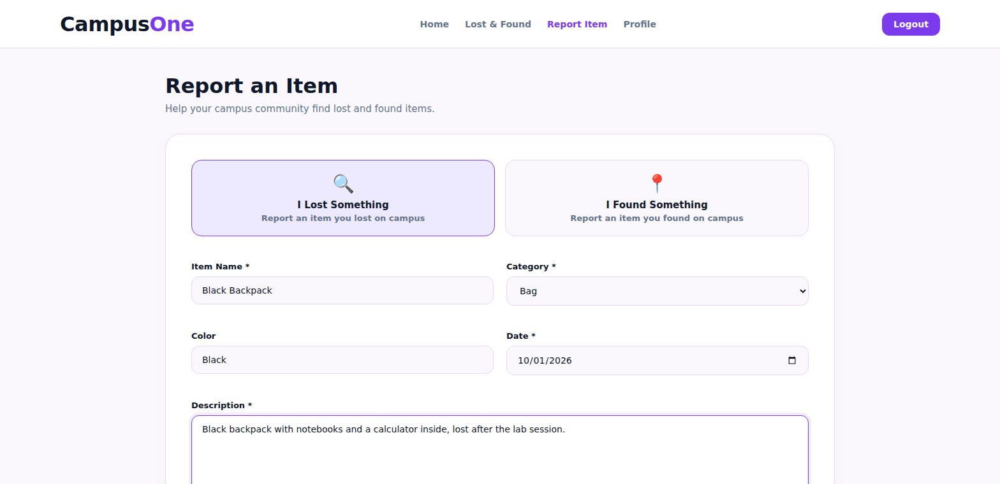 CampusOne
Home Lost & Found Report Item Profile
Logout
Report an Item
Help your campus community find lost and found items.
I Lost Something
Report an item you lost on campus
I Found Something
Report an item you found on campus
Item Name *
Black Backpack
Category *
Bag
Color
Black
Date *
10/01/2026
Description *
Black backpack with notebooks and a calculator inside, lost after the lab session.